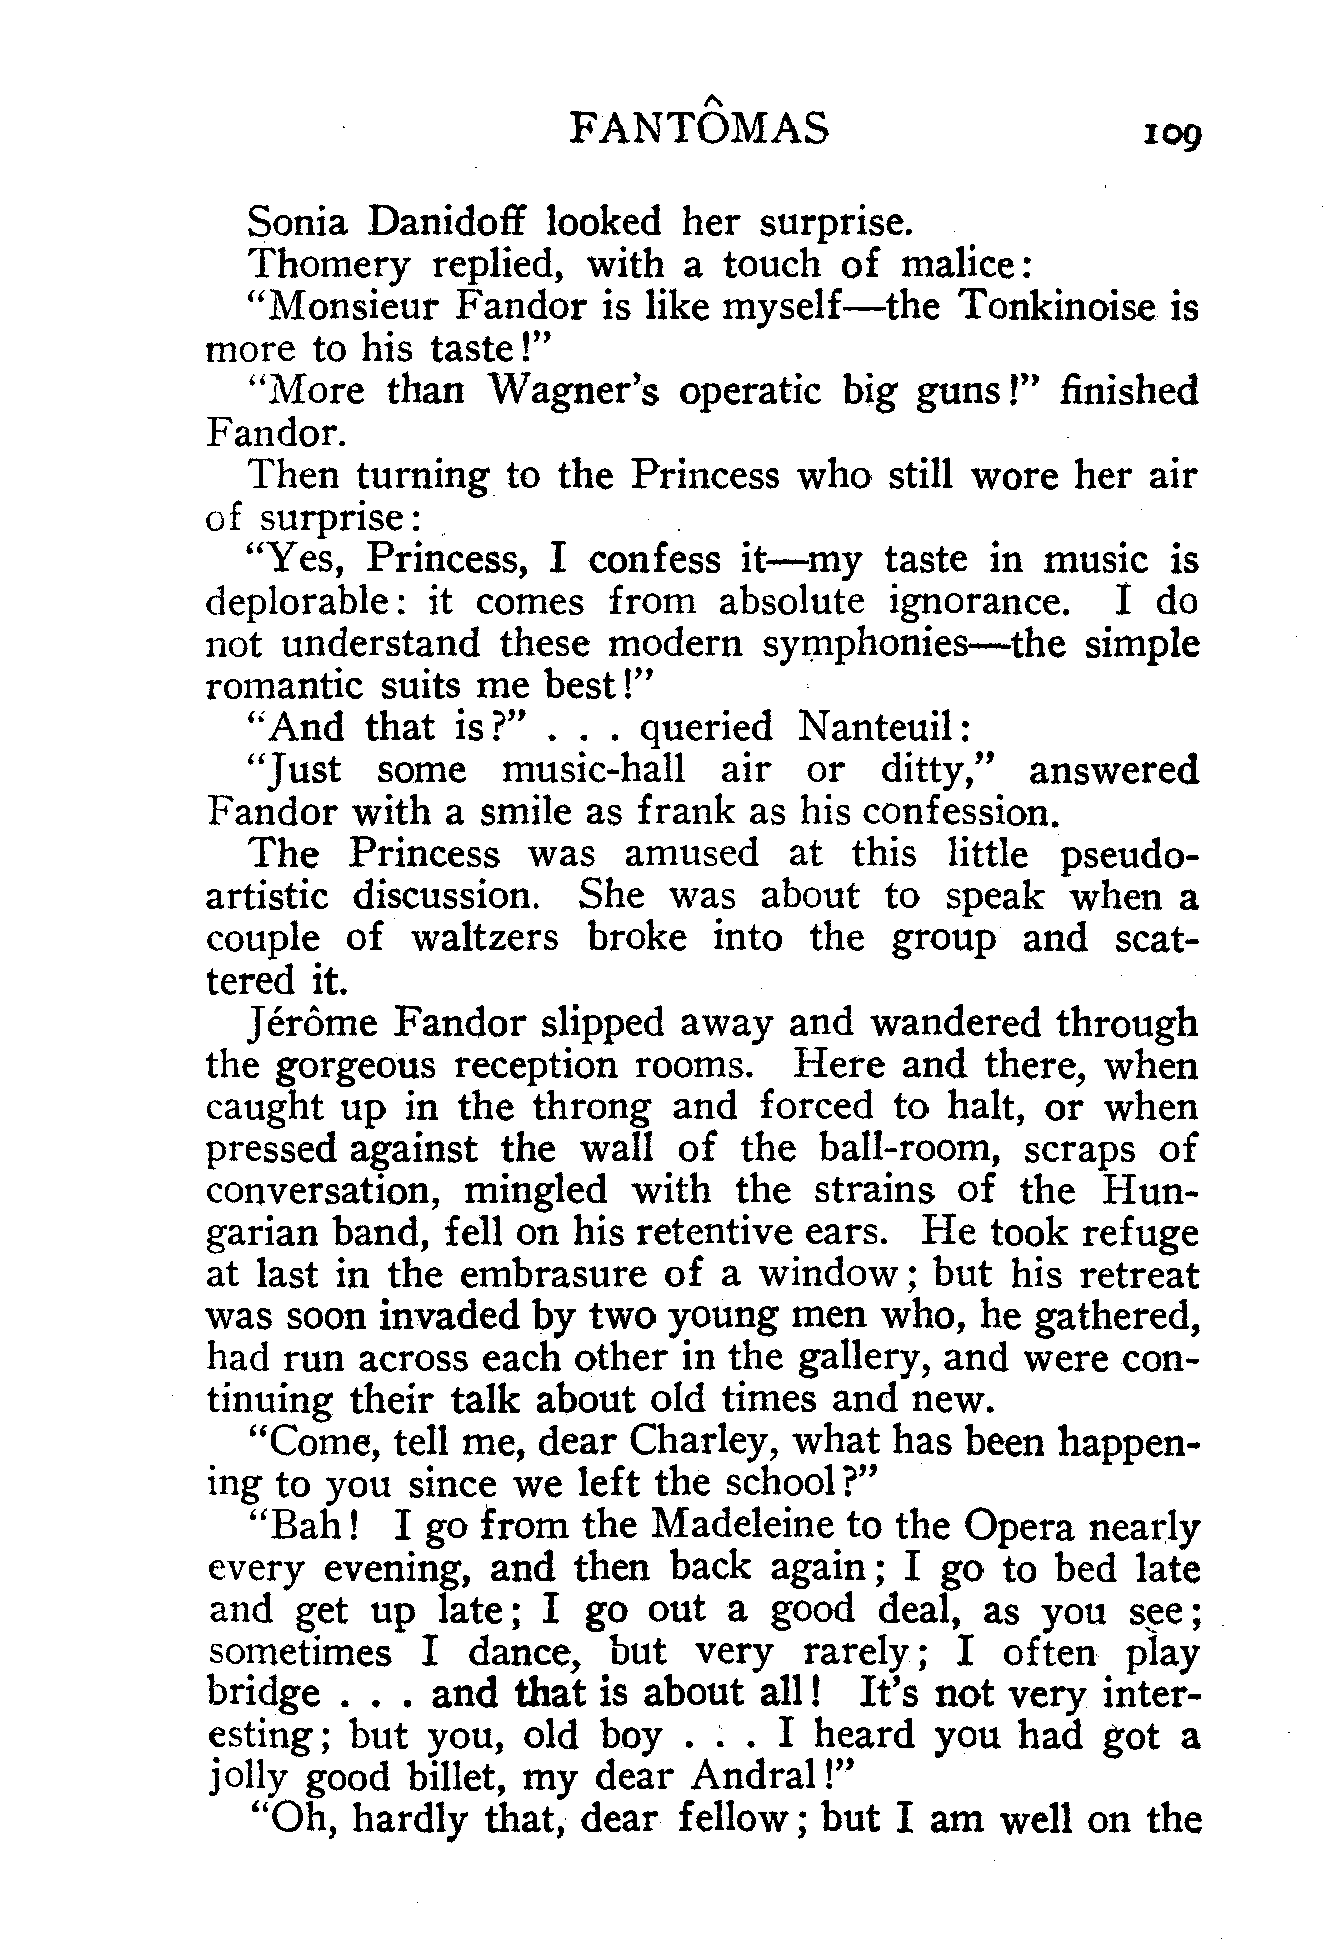 FANTÔMAS 109
Sonia Danidoff looked her surprise.
Thomery replied, with a touch of malice:
"Monsieur Fandor is like myself—the Tonkinoise is
more to his taste!"
"More than Wagner's operatic big guns!" finished
Fandor.
Then turning to the Princess who still wore her air
of surprise:
"Yes, Princess, I confess it—my taste in music is
deplorable: it comes from absolute ignorance. I do
not understand these modern symphonies—the simple
romantic suits me best!"
"And that is?" . . . queried Nanteuil:
"Just some music-hall air or ditty," answered
Fandor with a smile as frank as his confession.
The Princess was amused at this little pseudo-
artistic discussion. She was about to speak when a
couple of waltzers broke into the group and scat-
tered it.
Jérôme Fandor slipped away and wandered through
the gorgeous reception rooms. Here and there, when
caught up in the throng and forced to halt, or when
pressed against the wall of the ball-room, scraps of
conversation, mingled with the strains of the Hun-
garian band, fell on his retentive ears. He took refuge
at last in the embrasure of a window; but his retreat
was soon invaded by two young men who, he gathered,
had run across each other in the gallery, and were con-
tinuing their talk about old times and new.
"Come, tell me, dear Charley, what has been happen-
ing to you since we left the school?"
"Bah! I go from the Madeleine to the Opera nearly
every evening, and then back again; I go to bed late
and get up late; I go out a good deal, as you see;
sometimes I dance, but very rarely; I often play
bridge . . . and that is about all! It's not very inter-
esting; but you, old boy . . . I heard you had got a
jolly good billet, my dear Andral!"
"Oh, hardly that, dear fellow; but I am well on the